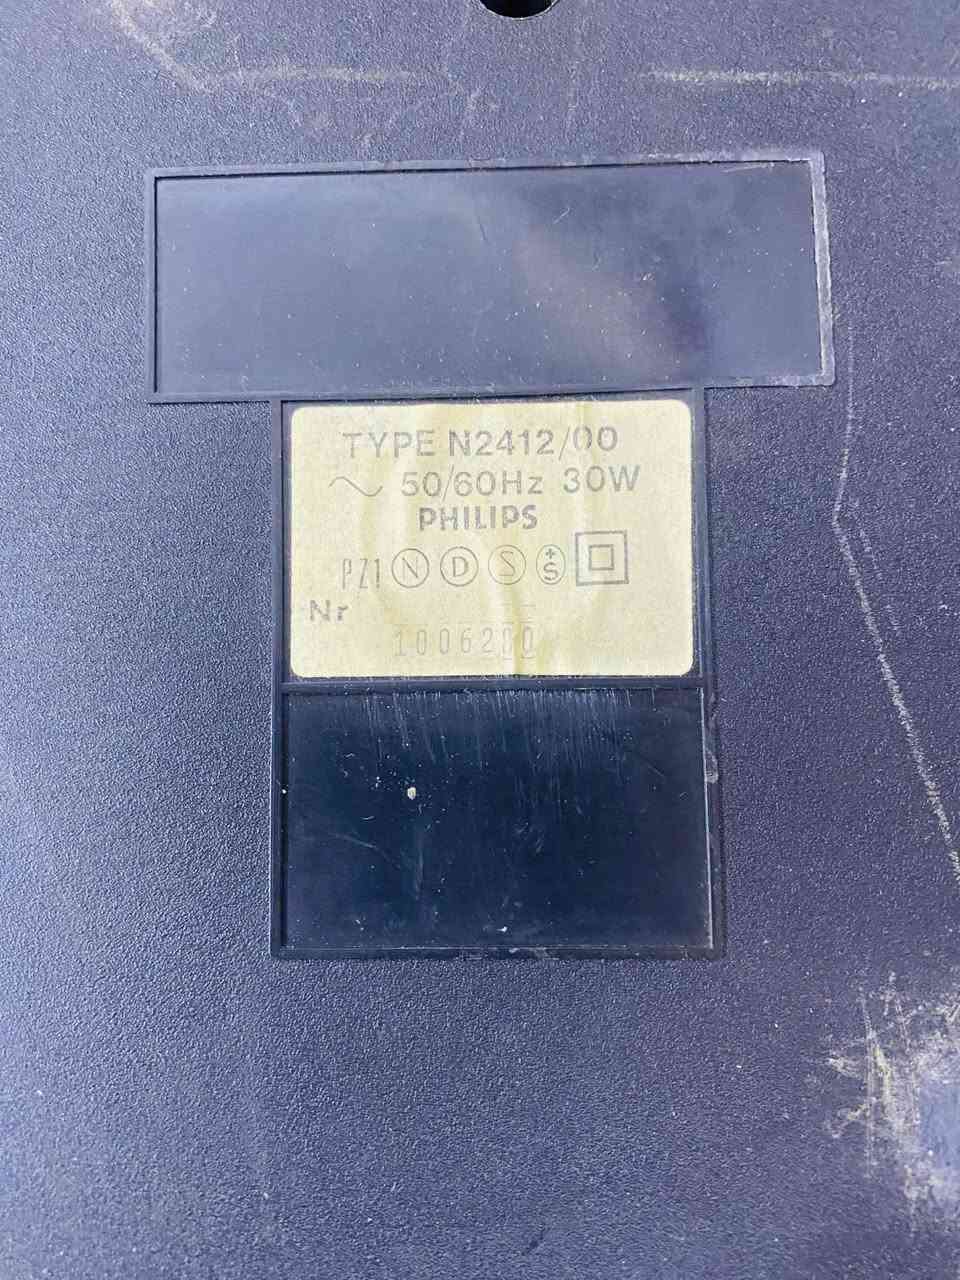 TYPE N2412/00
~ 50/60Hz 30W
PHILIPS
PZ1 N D S +S
Nr
1006200